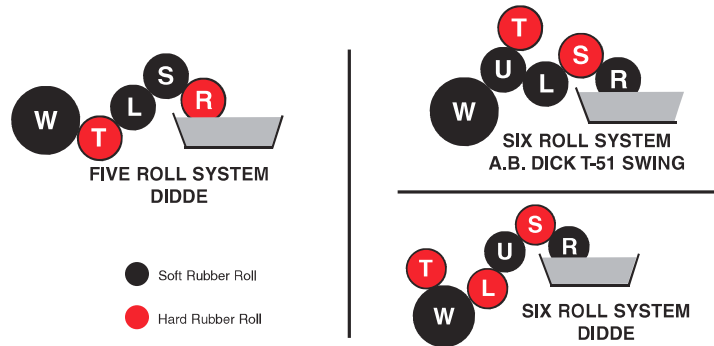 W
T
L
S
R
FIVE ROLL SYSTEM
DIDDE
Soft Rubber Roll
Hard Rubber Roll
W
U
T
L
S
R
SIX ROLL SYSTEM
A.B. DICK T-51 SWING
T
W
L
U
S
R
SIX ROLL SYSTEM
DIDDE